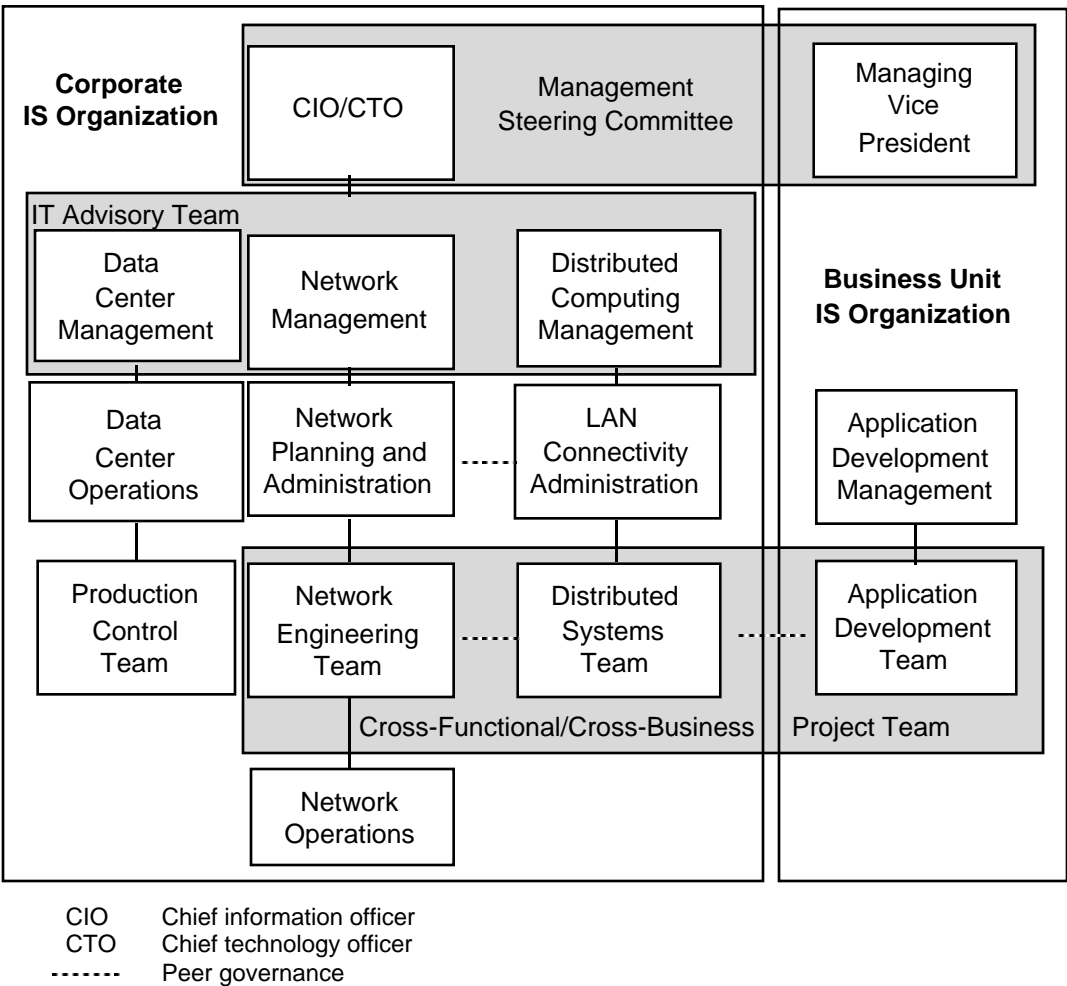 Corporate
IS Organization
CIO/CTO
Management
Steering Committee
Managing
Vice
President
IT Advisory Team
Data
Center
Management
Network
Management
Distributed
Computing
Management
Business Unit
IS Organization
Data
Center
Operations
Network
Planning and
Administration
LAN
Connectivity
Administration
Application
Development
Management
Production
Control
Team
Network
Engineering
Team
Distributed
Systems
Team
Application
Development
Team
Cross-Functional/Cross-Business Project Team
Network
Operations
CIO Chief information officer
CTO Chief technology officer
------- Peer governance